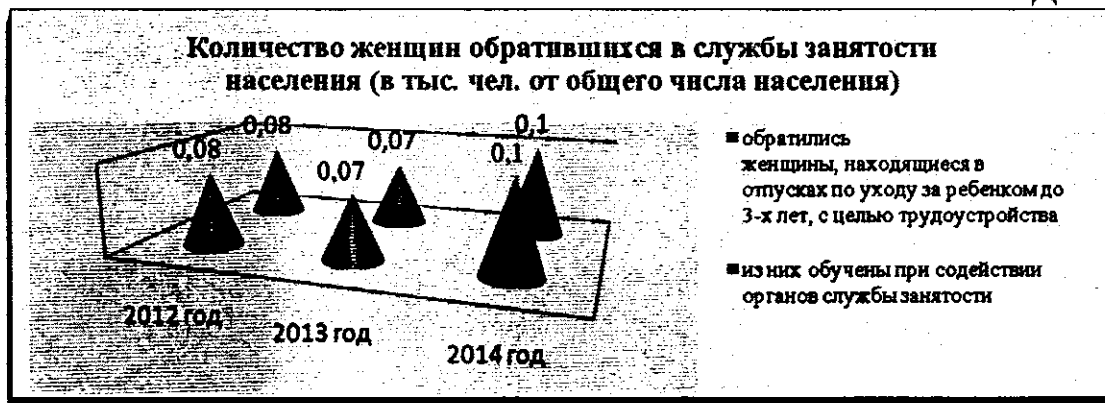 Количество женщин обратившихся в службы занятости
населения (в тыс. чел. от общего числа населения)
0,08
0,08
0,07
0,07
0,1
0,1
2012 год
2013 год
2014 год
обратились
женщины, находящиеся в
отпусках по уходу за ребенком до
3-х лет, с целью трудоустройства
из них обучены при содействии
органов службы занятости